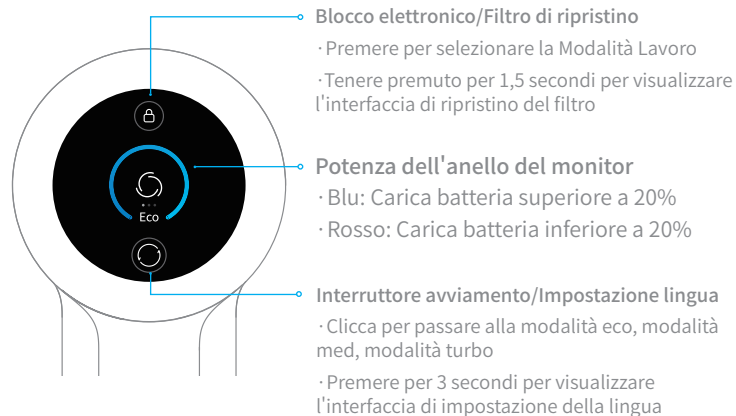 Blocco elettronico/Filtro di ripristino
·Premere per selezionare la Modalità Lavoro
·Tenere premuto per 1,5 secondi per visualizzare
l'interfaccia di ripristino del filtro
Potenza dell'anello del monitor
·Blu: Carica batteria superiore a 20%
·Rosso: Carica batteria inferiore a 20%
Eco
Interruttore avviamento/Impostazione lingua
·Clicca per passare alla modalità eco, modalità
med, modalità turbo
·Premere per 3 secondi per visualizzare
l'interfaccia di impostazione della lingua